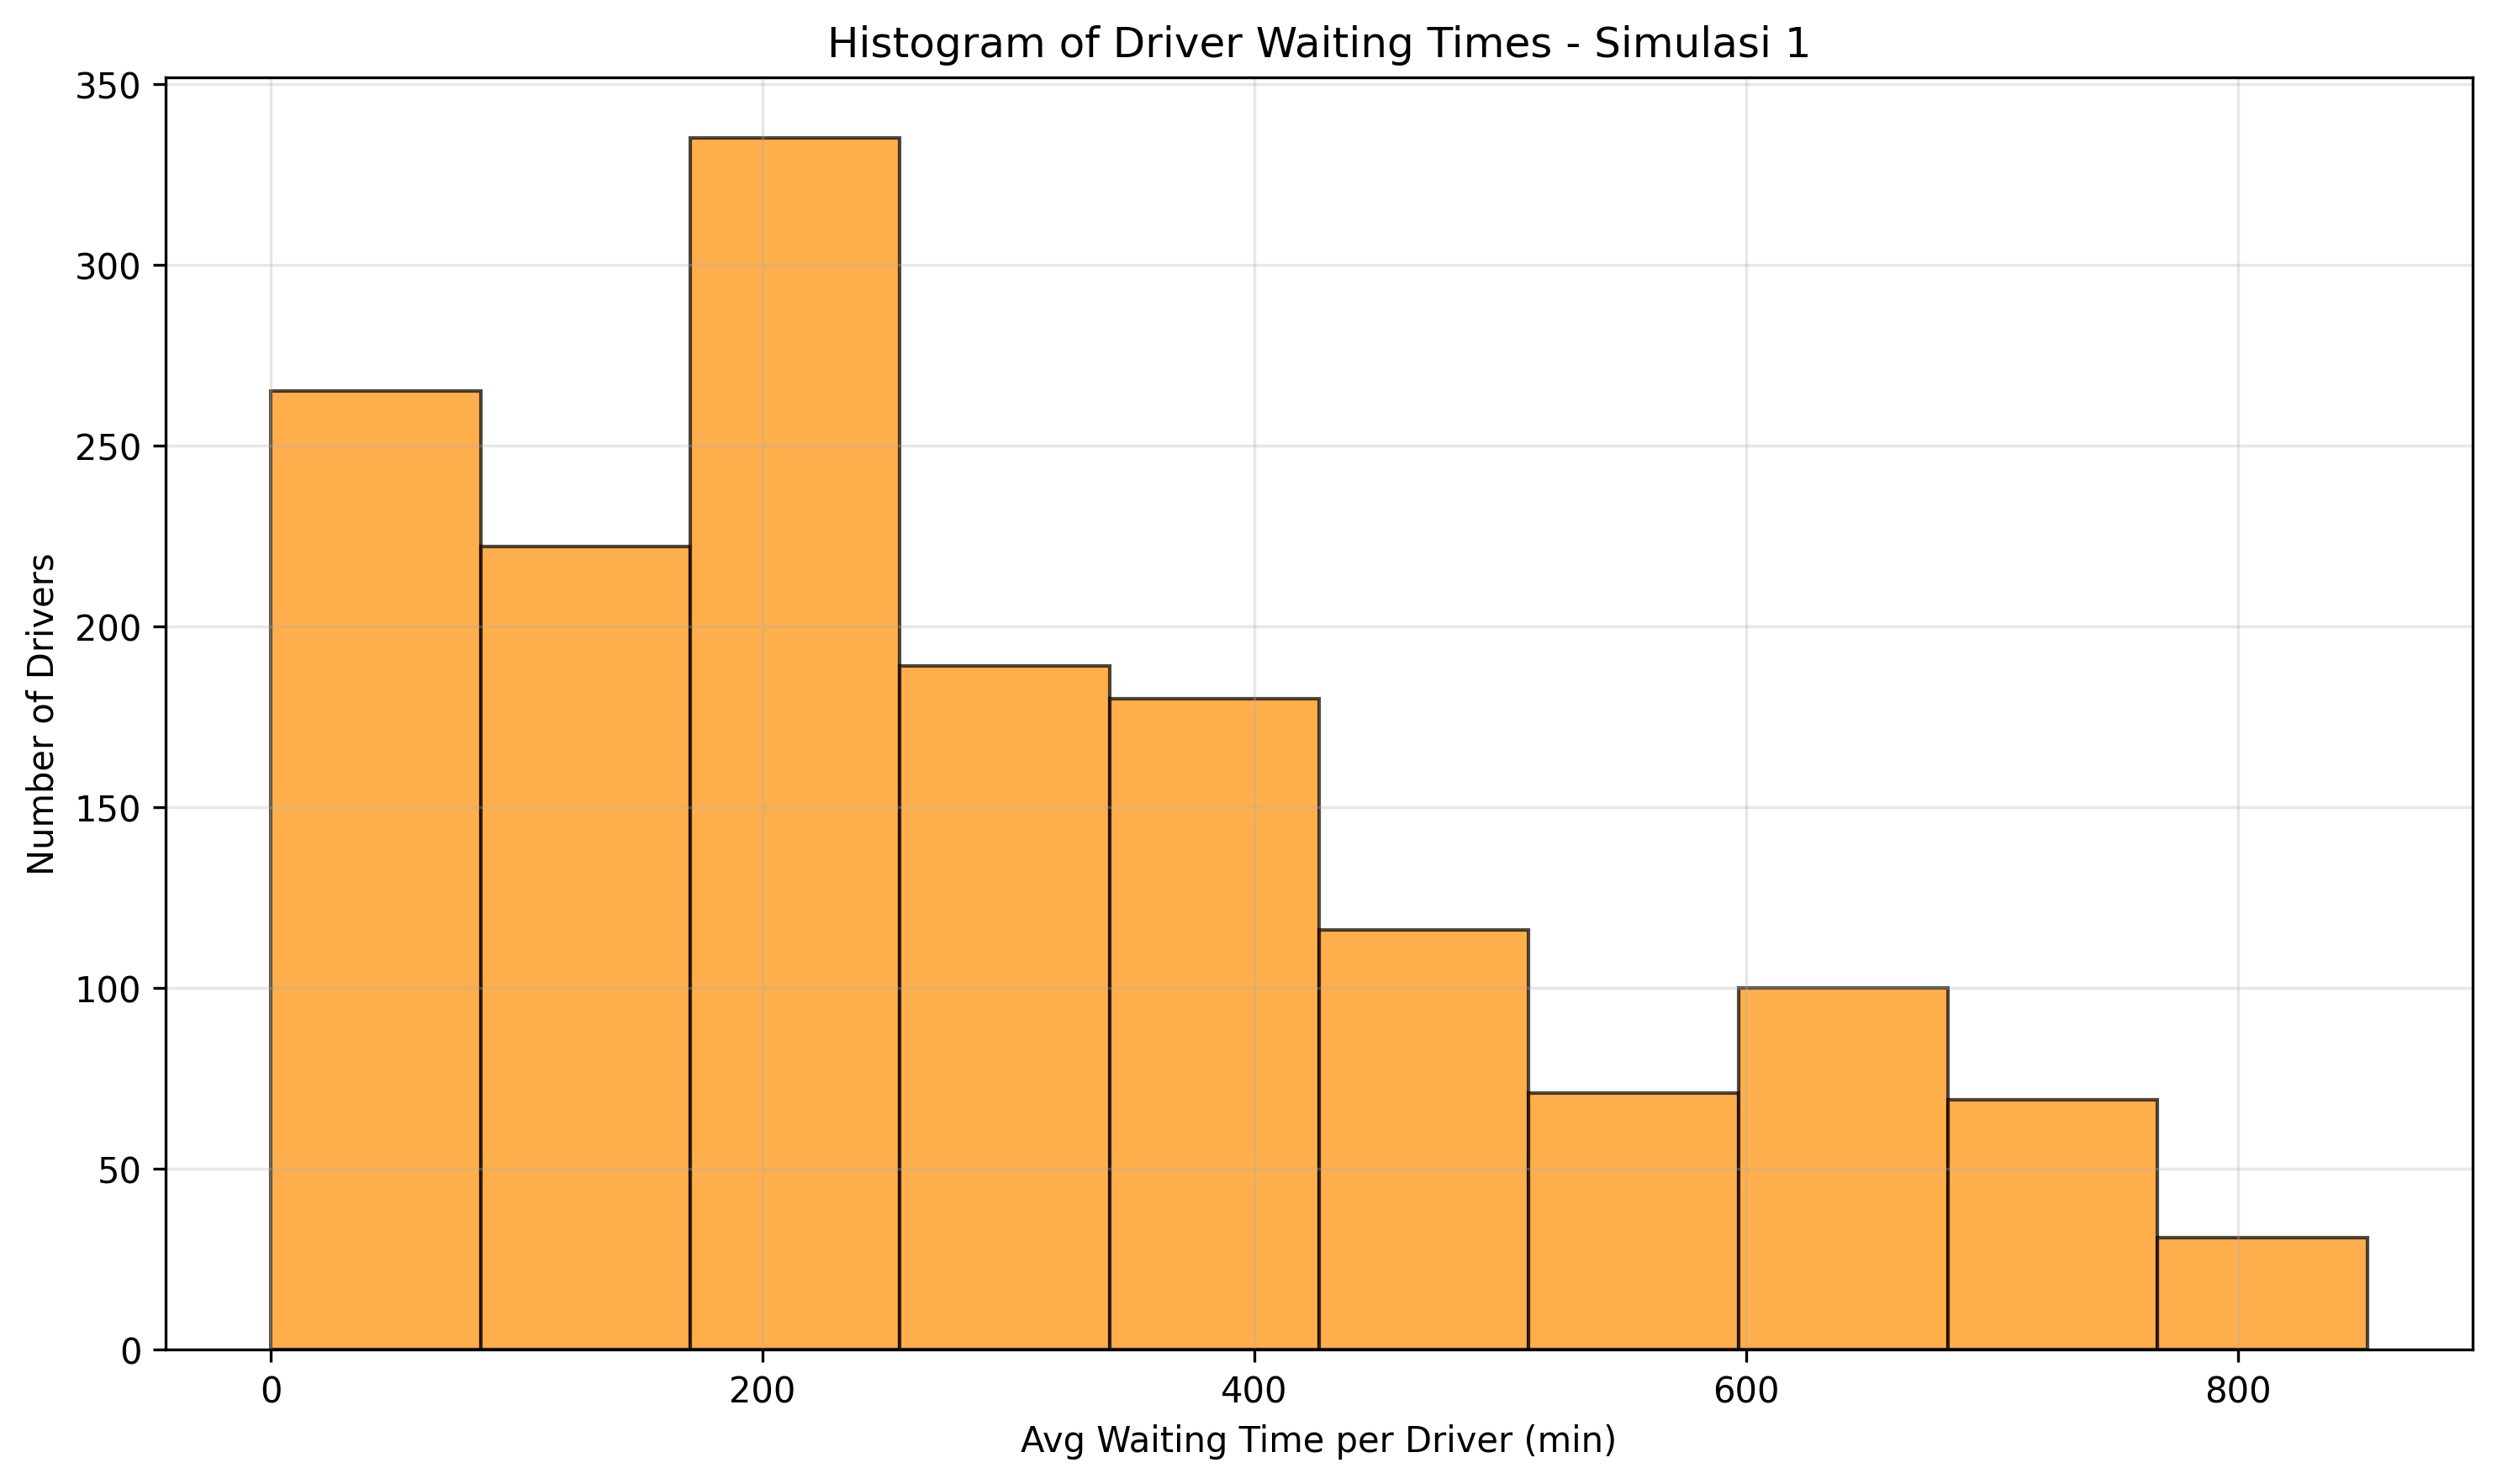 Histogram of Driver Waiting Times - Simulasi 1
350
300
250
200
150
100
50
0
Number of Drivers
0 200 400 600 800
Avg Waiting Time per Driver (min)